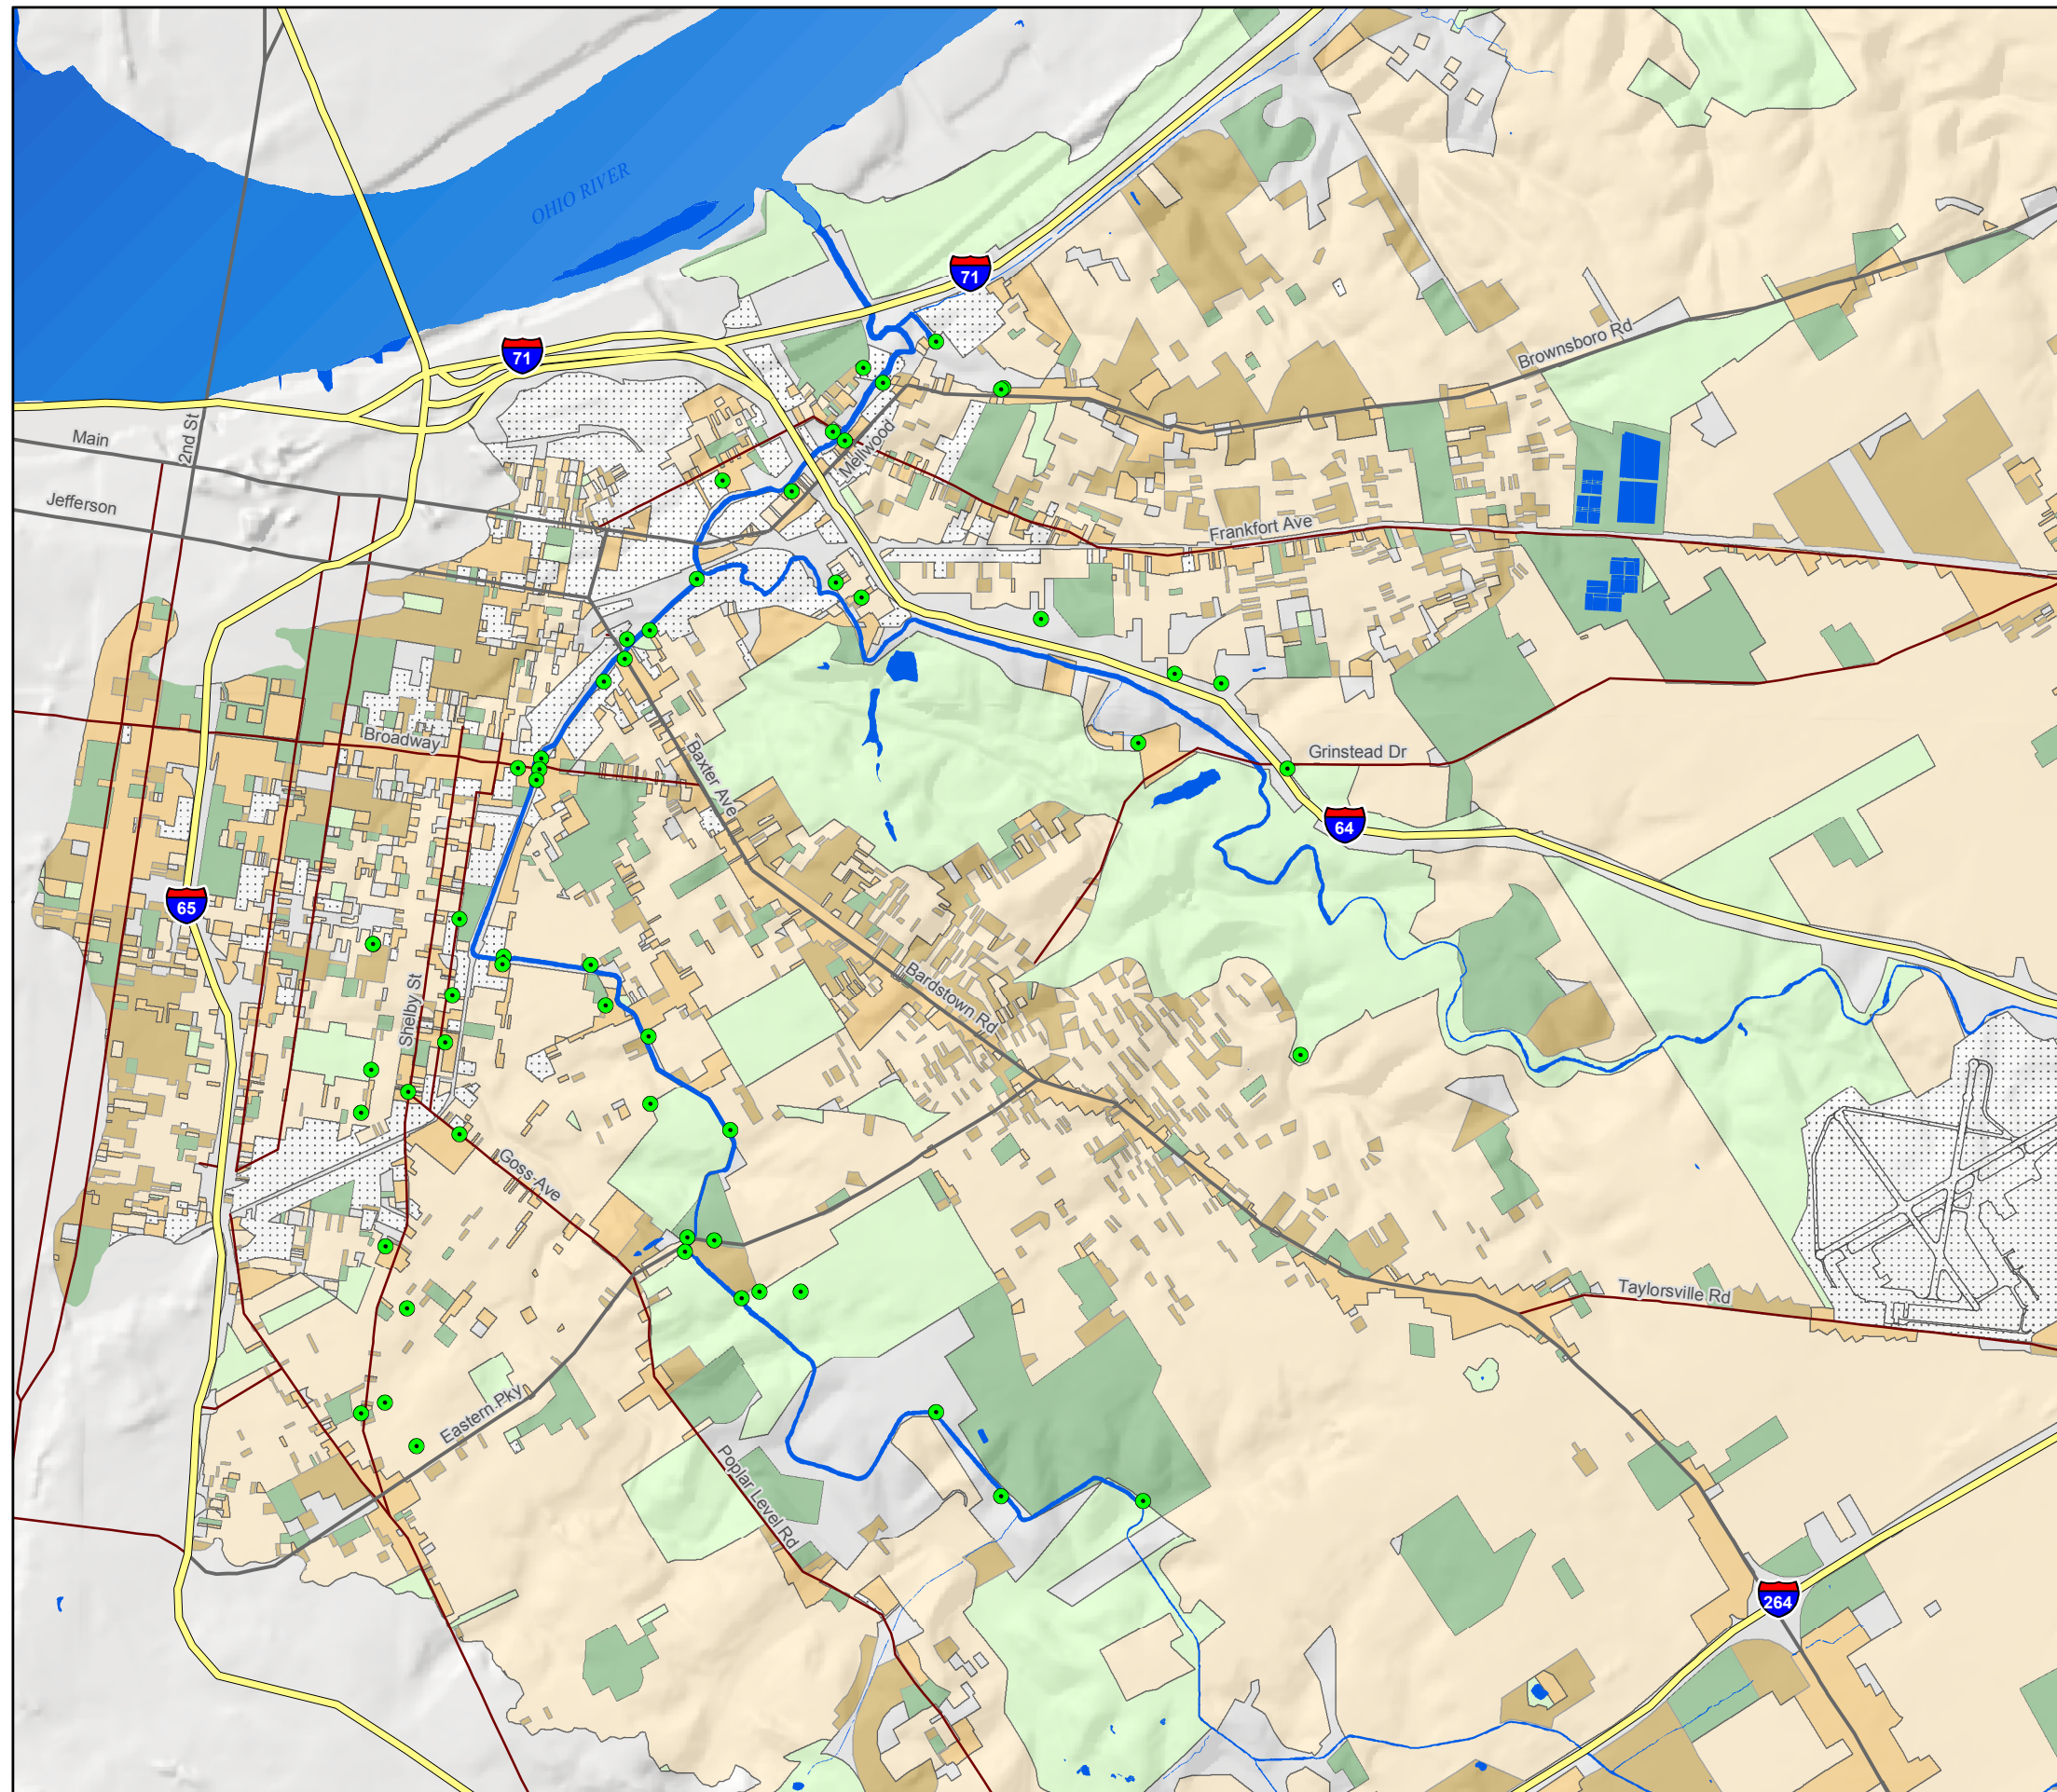 OHIO RIVER
71
71
Brownsboro Rd
Main
2nd St
Mellwood
Jefferson
Frankfort Ave
Broadway
Baxter Ave
Grinstead Dr
64
65
Shelby St
Bardstown Rd
Goss Ave
Taylorsville Rd
Eastern Pky
Poplar Level Rd
264